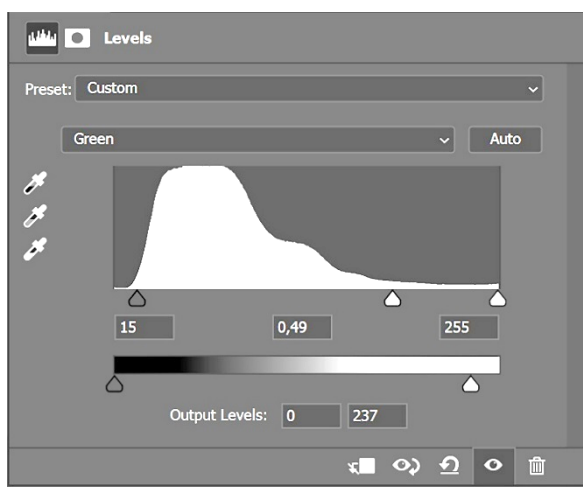 Levels
Preset: Custom
Green Auto
15 0,49 255
Output Levels: 0 237